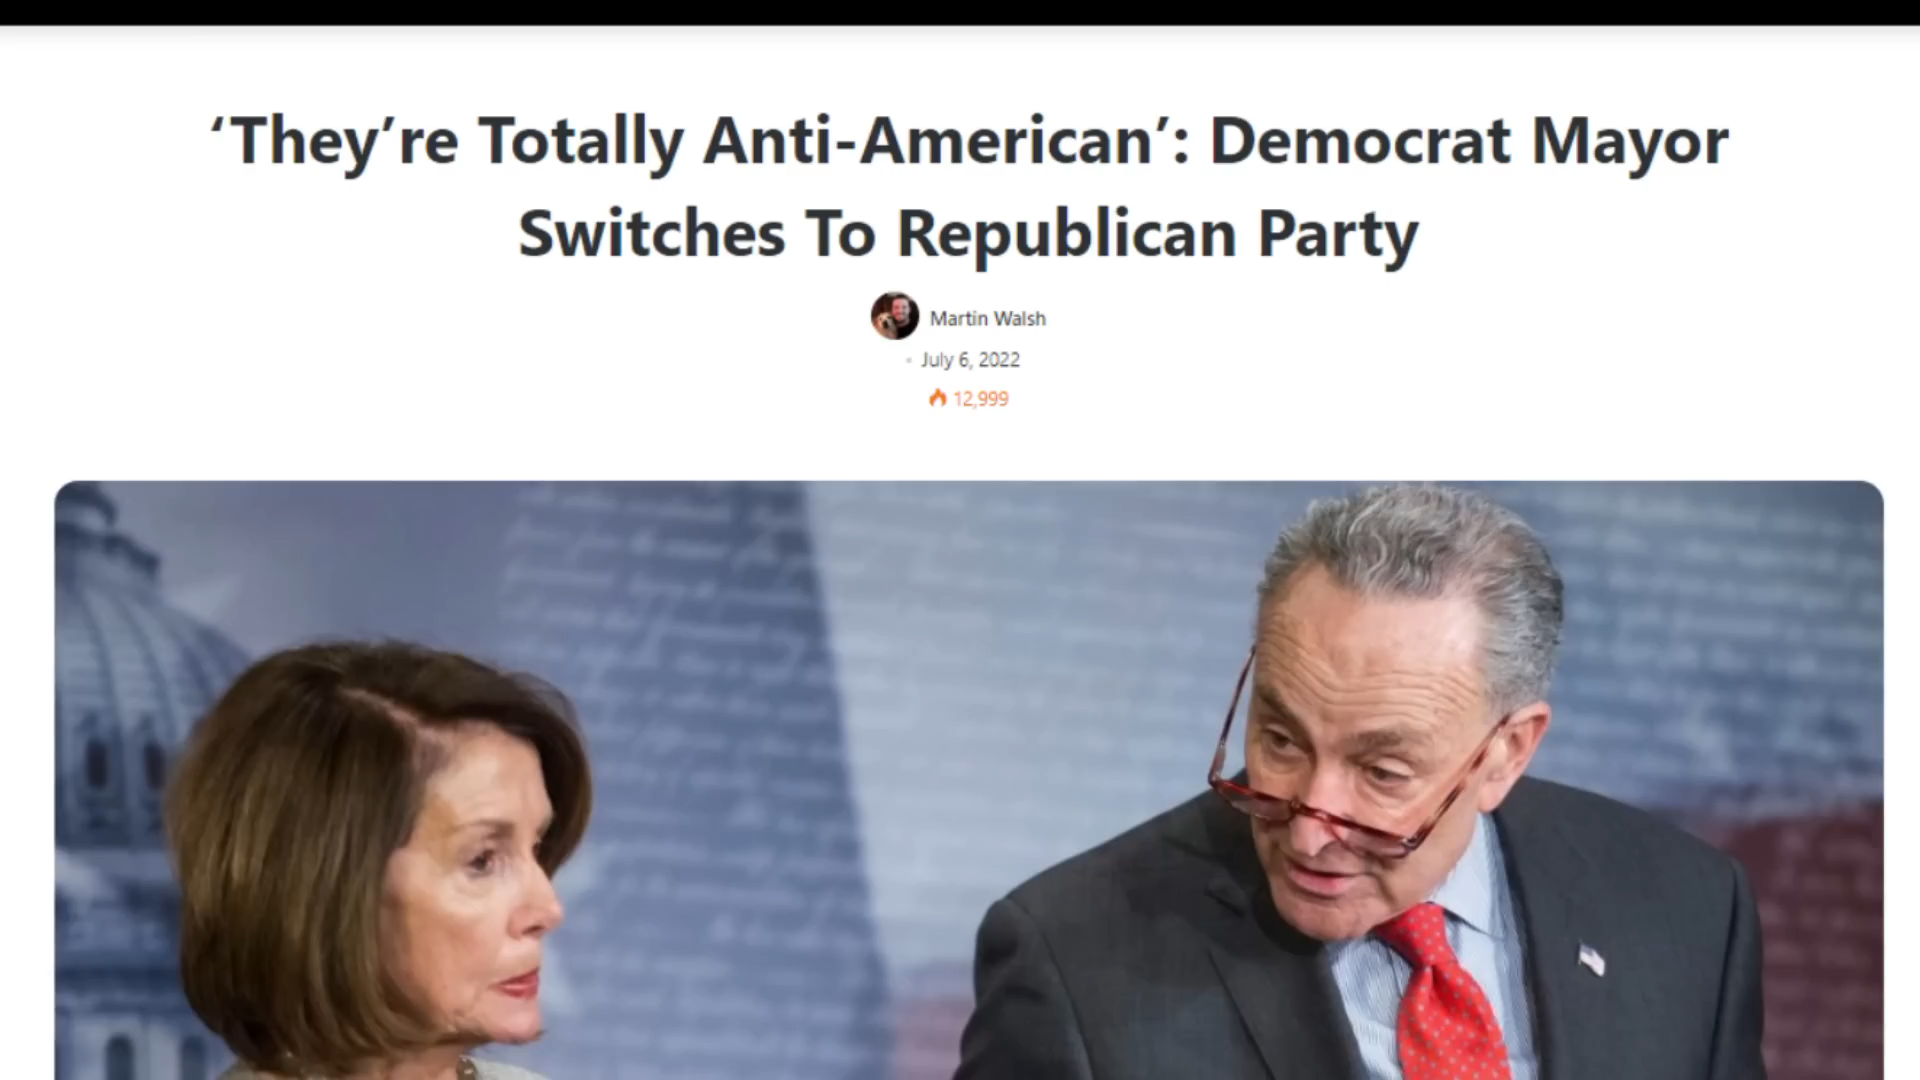 ‘They’re Totally Anti-American’: Democrat Mayor
Switches To Republican Party
Martin Walsh
July 6, 2022
12,999